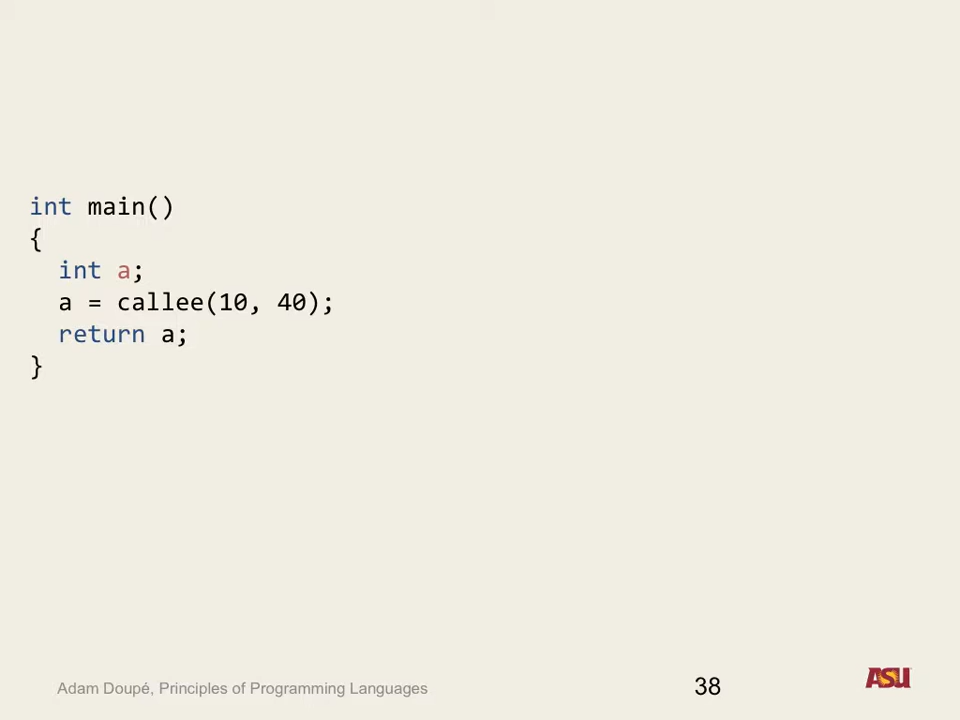 int main()
{
  int a;
  a = callee(10, 40);
  return a;
}
Adam Doupé, Principles of Programming Languages
38
ASU